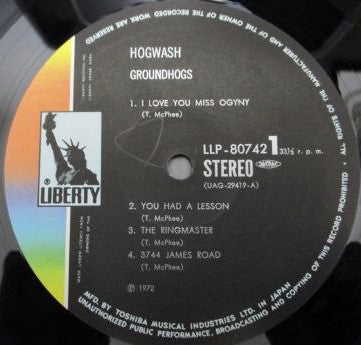 HOGWASH
GROUNDHOGS
1. I LOVE YOU MISS OGYNY
(T. McPhee)
LLP-80742 1 33⅓ r. p. m.
STEREO
(UAG-29419-A)
2. YOU HAD A LESSON
(T. McPhee)
3. THE RINGMASTER
(T. McPhee)
4. 3744 JAMES ROAD
(T. McPhee)
Ⓟ 1972
LIBERTY
ALL RIGHTS OF THE MANUFACTURER AND OF THE OWNER OF THE RECORDED WORK RESERVED.
UNAUTHORIZED PUBLIC PERFORMANCE, BROADCASTING AND COPYING OF THIS RECORD PROHIBITED.
MFD. BY TOSHIBA MUSICAL INDUSTRIES LTD. IN JAPAN